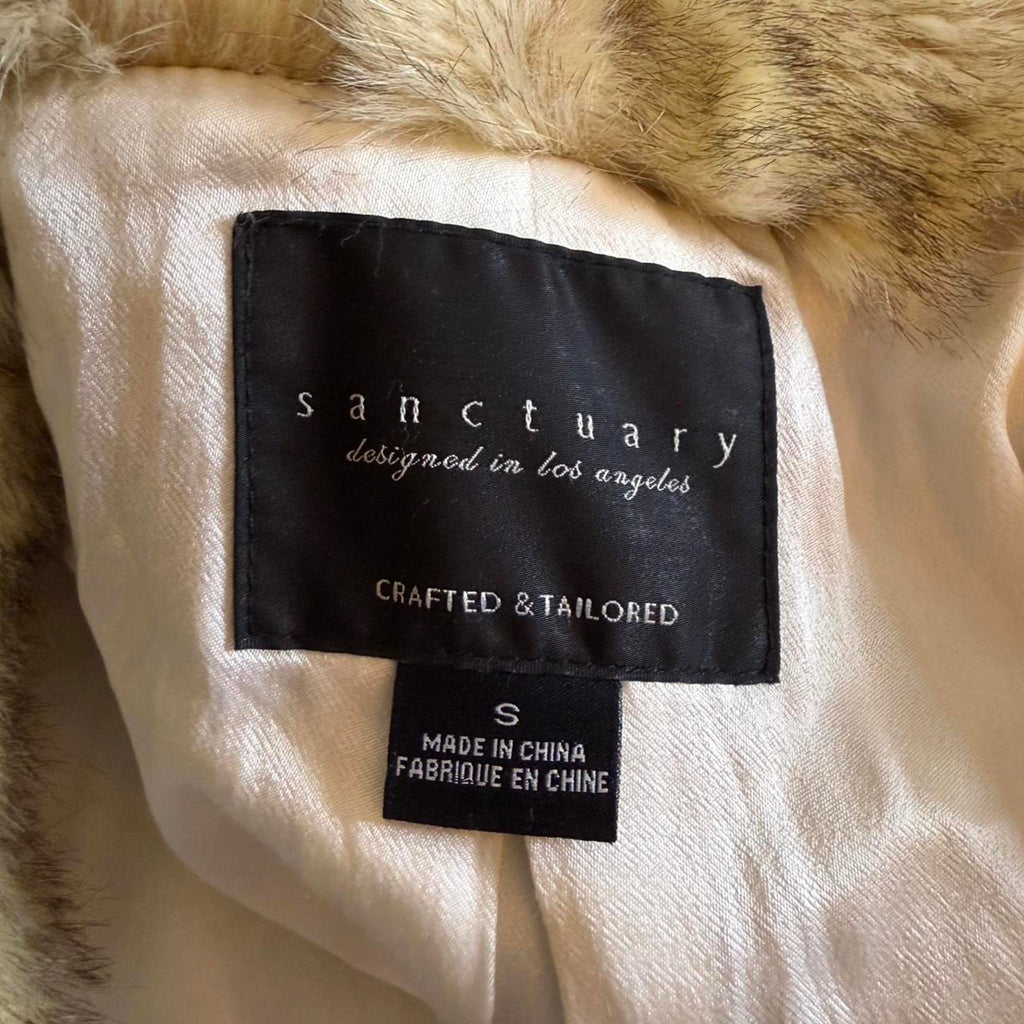 sanctuary
designed in los angeles
CRAFTED & TAILORED
S
MADE IN CHINA
FABRIQUE EN CHINE